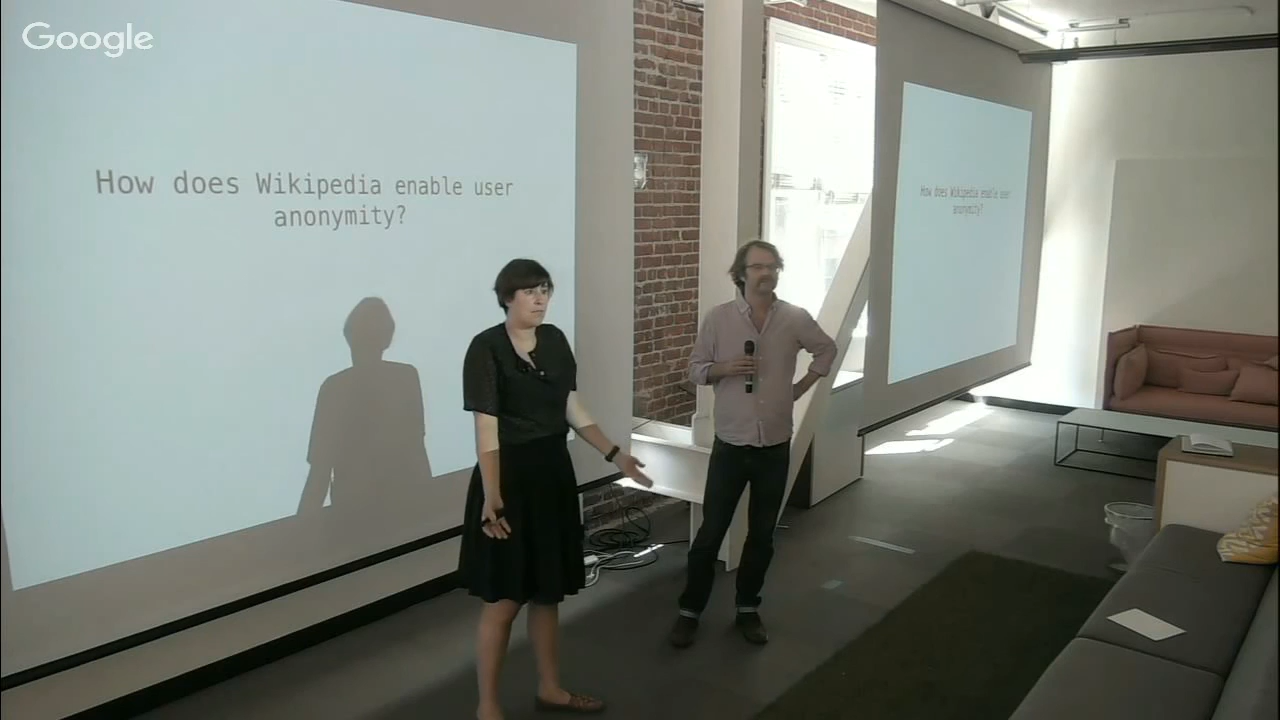 Google
How does Wikipedia enable user
anonymity?
How does Wikipedia enable user
anonymity?